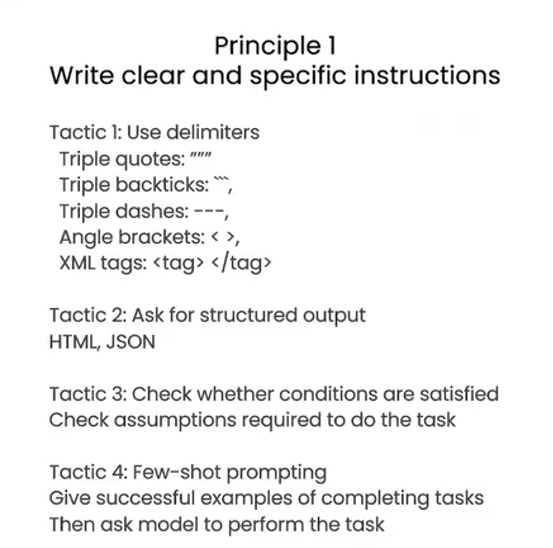 Principle 1
Write clear and specific instructions
Tactic 1: Use delimiters
Triple quotes: """
Triple backticks: ```,
Triple dashes: ---,
Angle brackets: < >,
XML tags: <tag> </tag>
Tactic 2: Ask for structured output
HTML, JSON
Tactic 3: Check whether conditions are satisfied
Check assumptions required to do the task
Tactic 4: Few-shot prompting
Give successful examples of completing tasks
Then ask model to perform the task